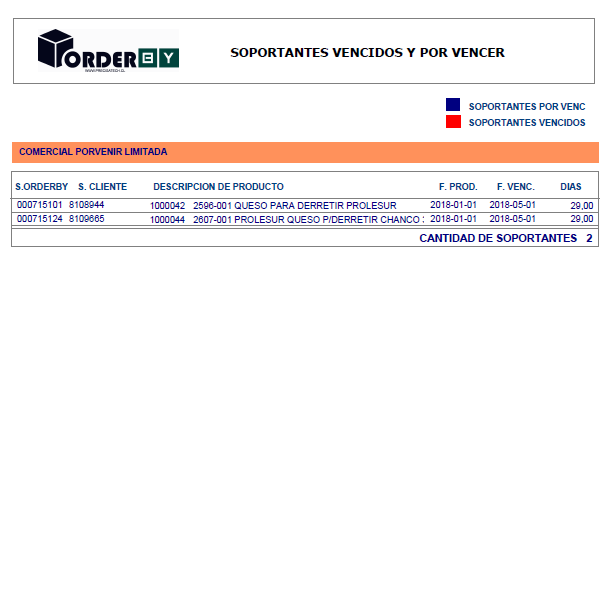 ORDERBY
WWW.PRECISATECH.CL
SOPORTANTES VENCIDOS Y POR VENCER
SOPORTANTES POR VENC
SOPORTANTES VENCIDOS
COMERCIAL PORVENIR LIMITADA
S.ORDERBY S. CLIENTE DESCRIPCION DE PRODUCTO F. PROD. F. VENC. DIAS
000715101 8108944 1000042 2596-001 QUESO PARA DERRETIR PROLESUR 2018-01-01 2018-05-01 29,00
000715124 8109665 1000044 2607-001 PROLESUR QUESO P/DERRETIR CHANCO 2018-01-01 2018-05-01 29,00
CANTIDAD DE SOPORTANTES 2